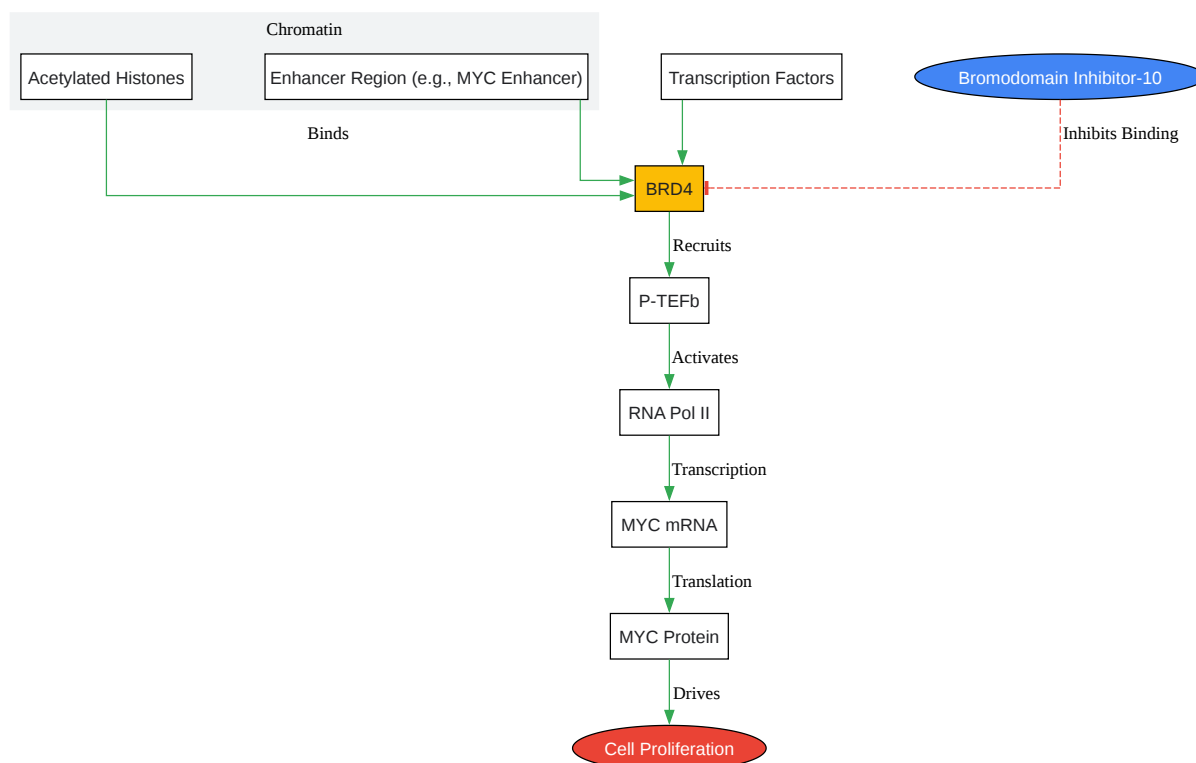 Chromatin
Acetylated Histones
Enhancer Region (e.g., MYC Enhancer)
Transcription Factors
Bromodomain Inhibitor-10
Binds
Inhibits Binding
BRD4
Recruits
P-TEFb
Activates
RNA Pol II
Transcription
MYC mRNA
Translation
MYC Protein
Drives
Cell Proliferation